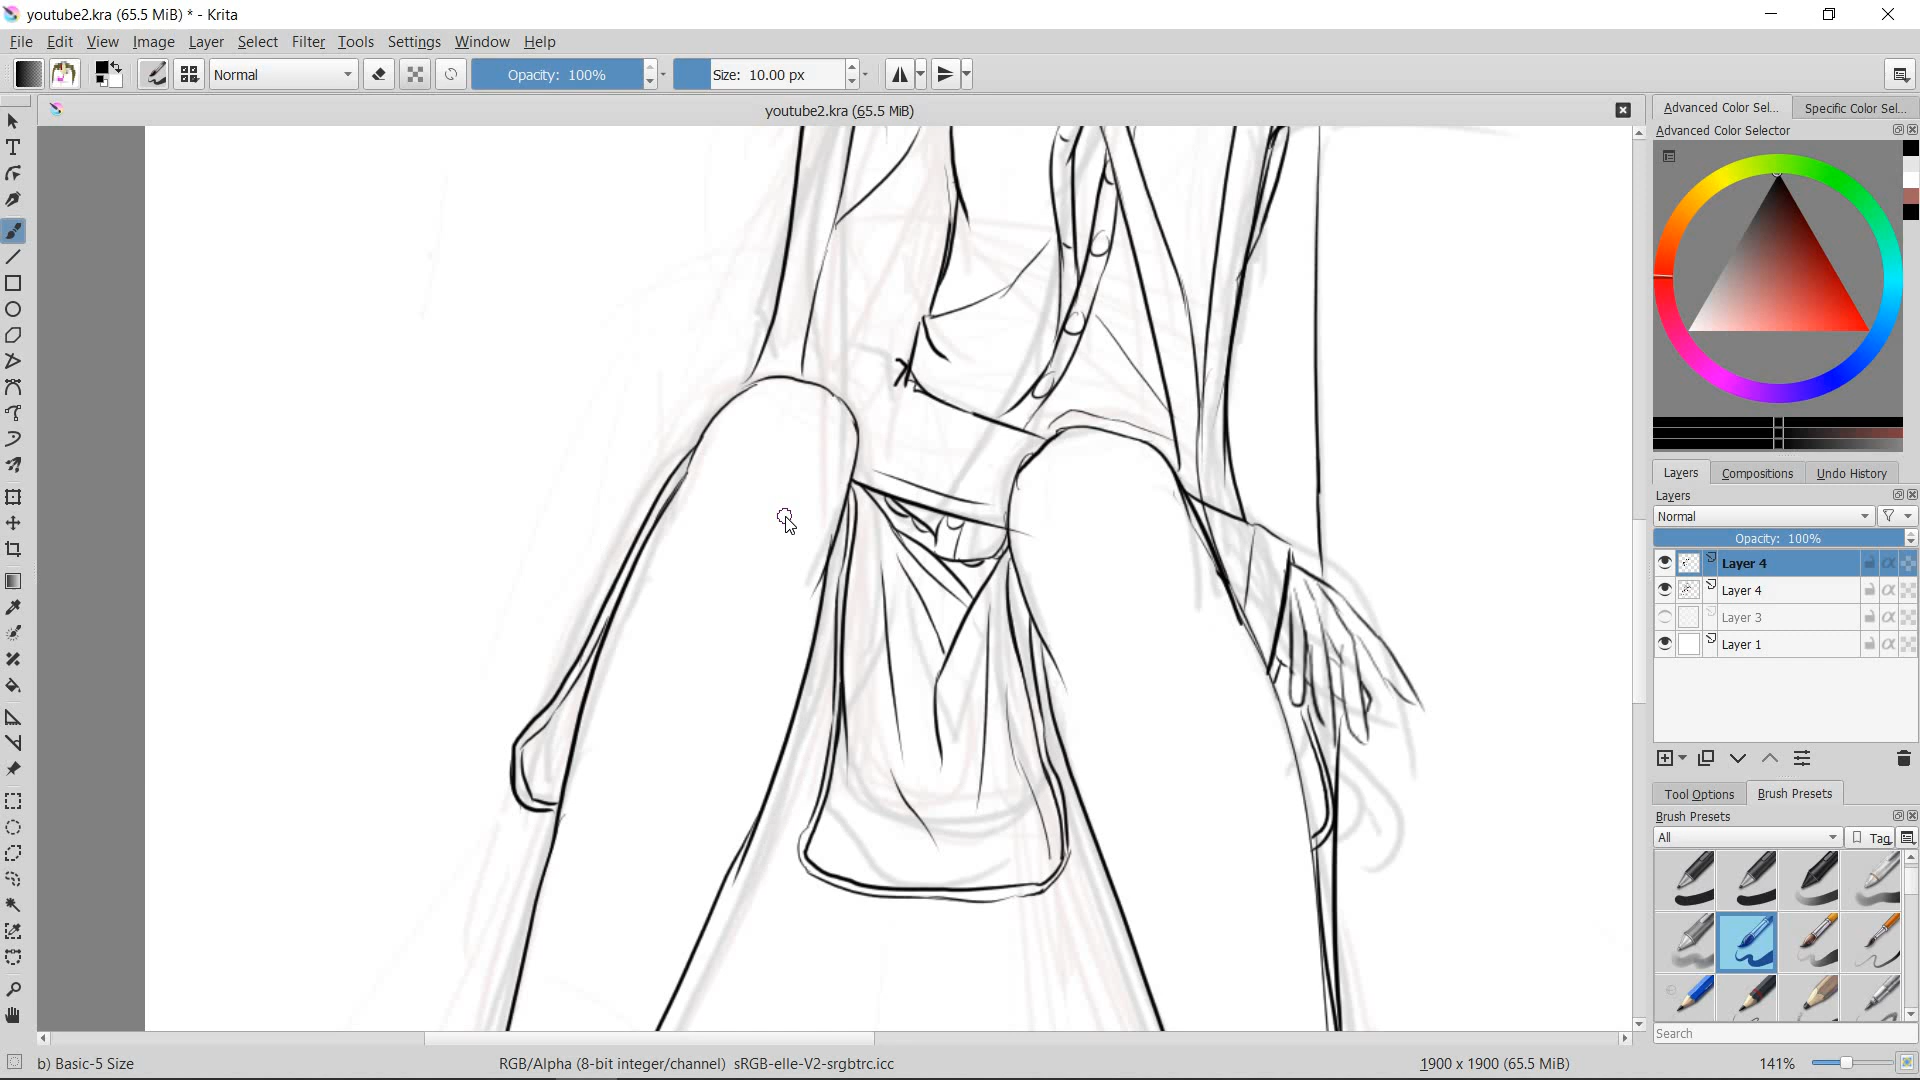 youtube2.kra (65.5 MiB) * - Krita
File Edit View Image Layer Select Filter Tools Settings Window Help
Normal Opacity: 100% Size: 10.00 px
youtube2.kra (65.5 MiB)
Advanced Color Sel... Specific Color Sel...
Advanced Color Selector
Layers Compositions Undo History
Layers
Normal
Opacity: 100%
Layer 4
Layer 4
Layer 3
Layer 1
Tool Options Brush Presets
Brush Presets
All Tag
Search
b) Basic-5 Size RGB/Alpha (8-bit integer/channel) sRGB-elle-V2-srgbtrc.icc 1900 x 1900 (65.5 MiB) 141%